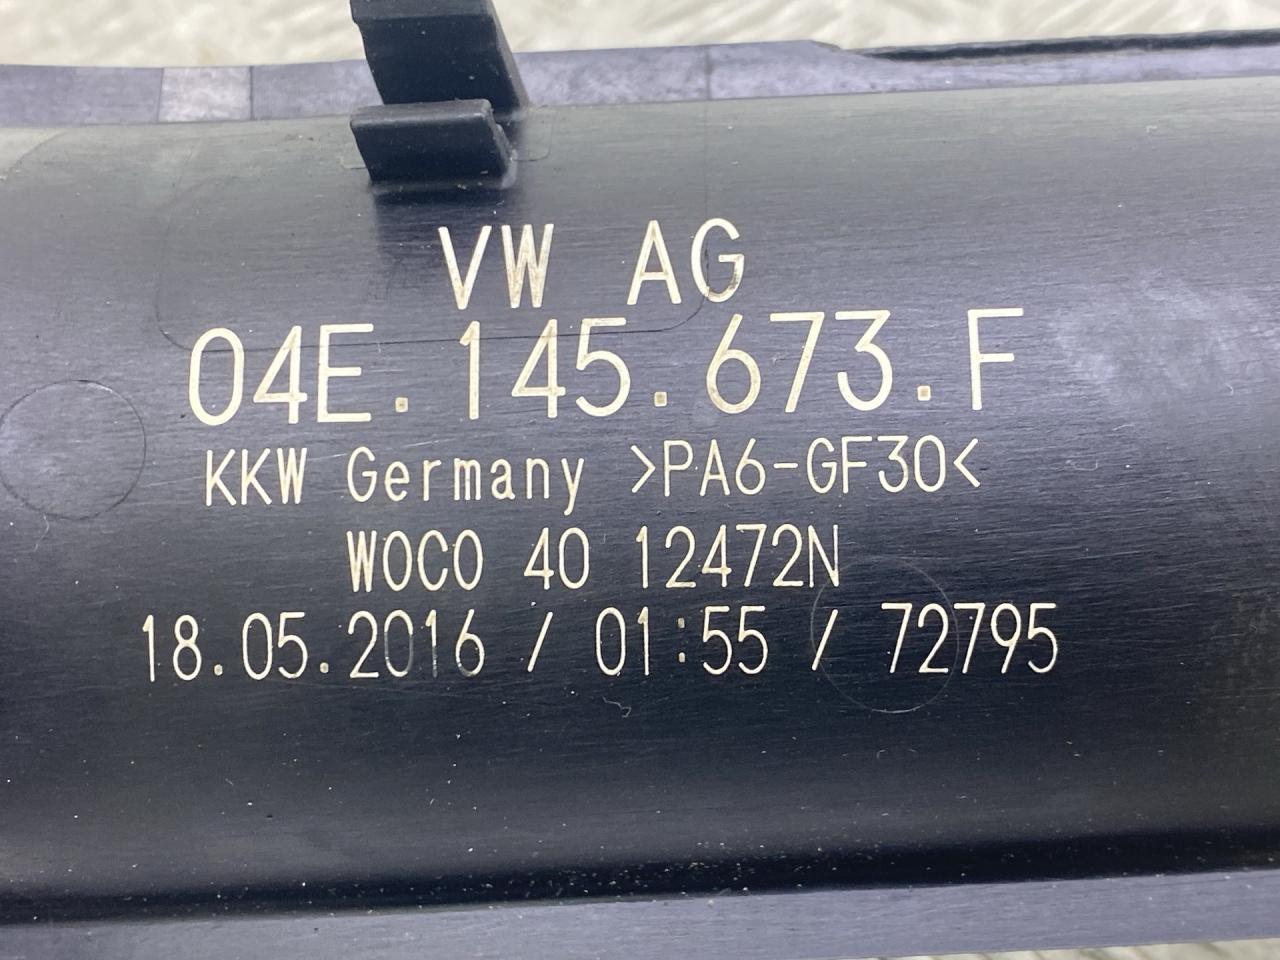 VW AG
04E.145.673.F
KKW Germany >PA6-GF30<
WOCO 40 12472N
18.05.2016 / 01:55 / 72795